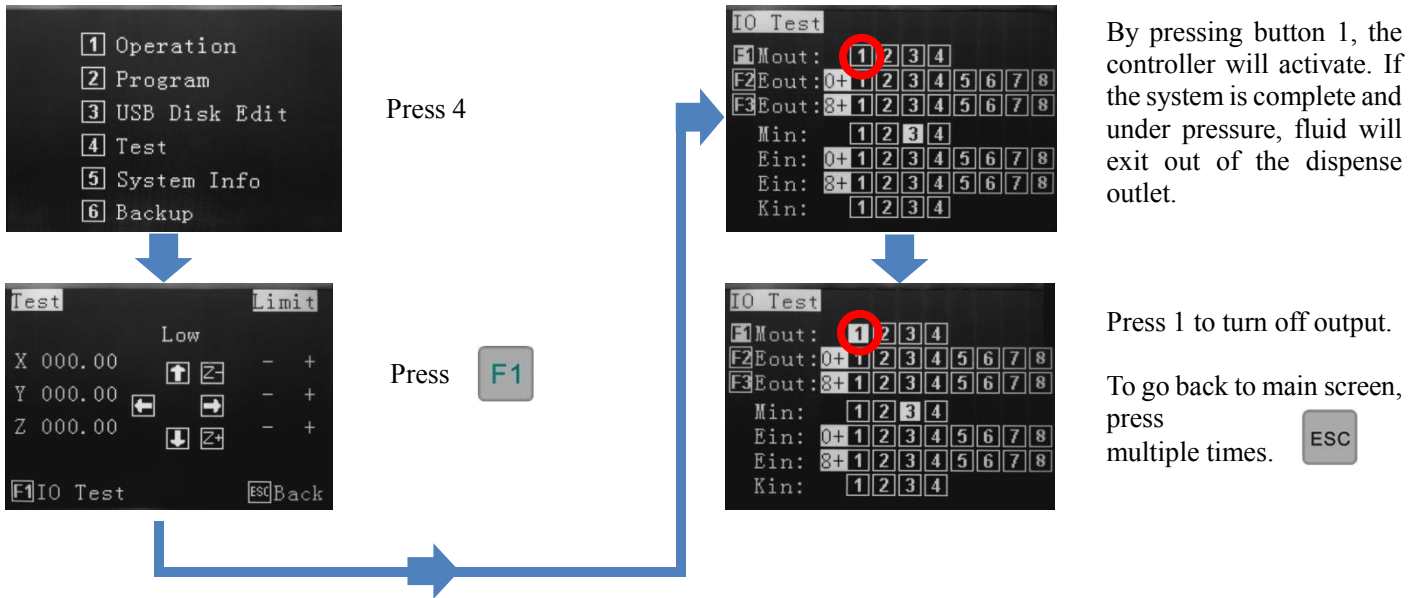 1 Operation
2 Program
3 USB Disk Edit
4 Test
5 System Info
6 Backup
Press 4
Test Limit
Low
X 000.00 Z- - +
Y 000.00 - +
Z 000.00 Z+ - +
F1 IO Test ESC Back
Press F1
IO Test
F1 Mout: 1 2 3 4
F2 Eout: 0+ 1 2 3 4 5 6 7 8
F3 Eout: 8+ 1 2 3 4 5 6 7 8
Min: 1 2 3 4
Ein: 0+ 1 2 3 4 5 6 7 8
Ein: 8+ 1 2 3 4 5 6 7 8
Kin: 1 2 3 4
By pressing button 1, the
controller will activate. If
the system is complete and
under pressure, fluid will
exit out of the dispense
outlet.
IO Test
F1 Mout: 1 2 3 4
F2 Eout: 0+ 1 2 3 4 5 6 7 8
F3 Eout: 8+ 1 2 3 4 5 6 7 8
Min: 1 2 3 4
Ein: 0+ 1 2 3 4 5 6 7 8
Ein: 8+ 1 2 3 4 5 6 7 8
Kin: 1 2 3 4
Press 1 to turn off output.
To go back to main screen,
press
multiple times. ESC